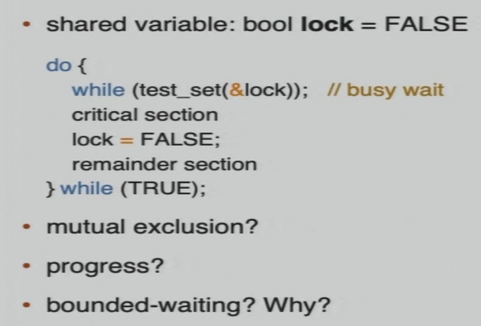 • shared variable: bool lock = FALSE
do {
while (test_set(&lock)); // busy wait
critical section
lock = FALSE;
remainder section
} while (TRUE);
• mutual exclusion?
• progress?
• bounded-waiting? Why?